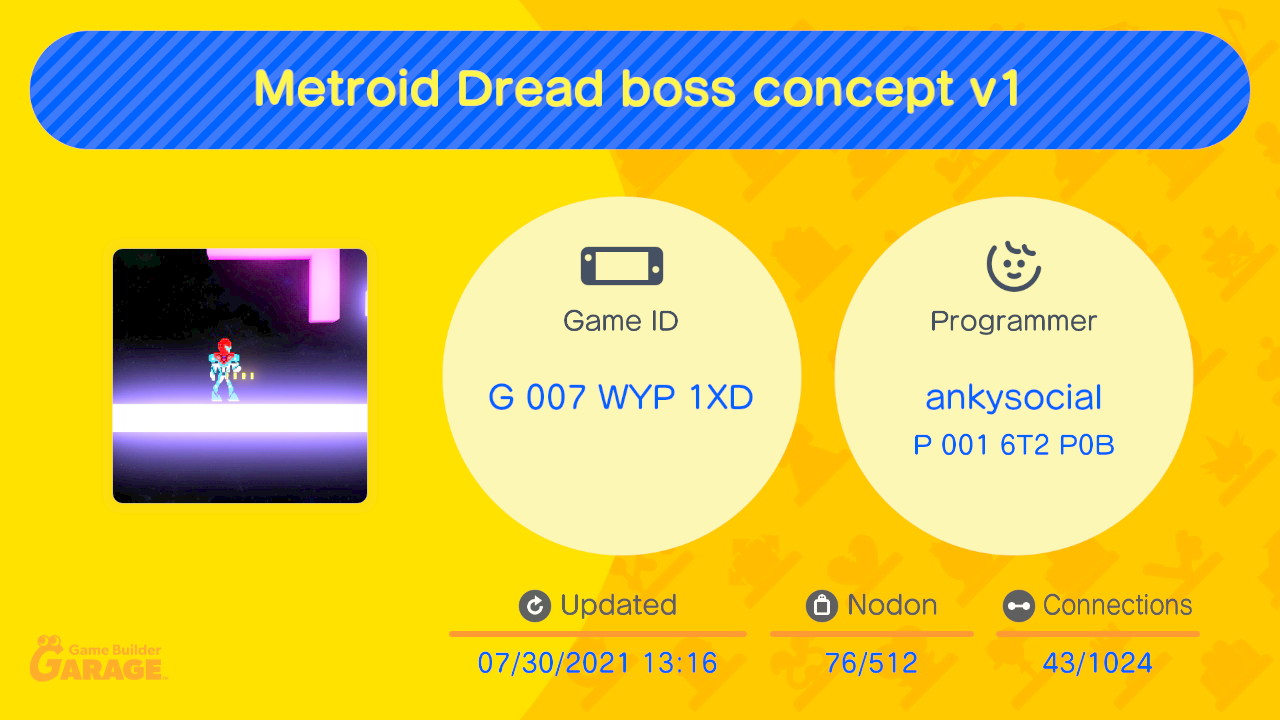 Metroid Dread boss concept v1
Game ID
G 007 WYP 1XD
Programmer
ankysocial
P 001 6T2 P0B
Updated
07/30/2021 13:16
Nodon
76/512
Connections
43/1024
Game Builder
GARAGE™